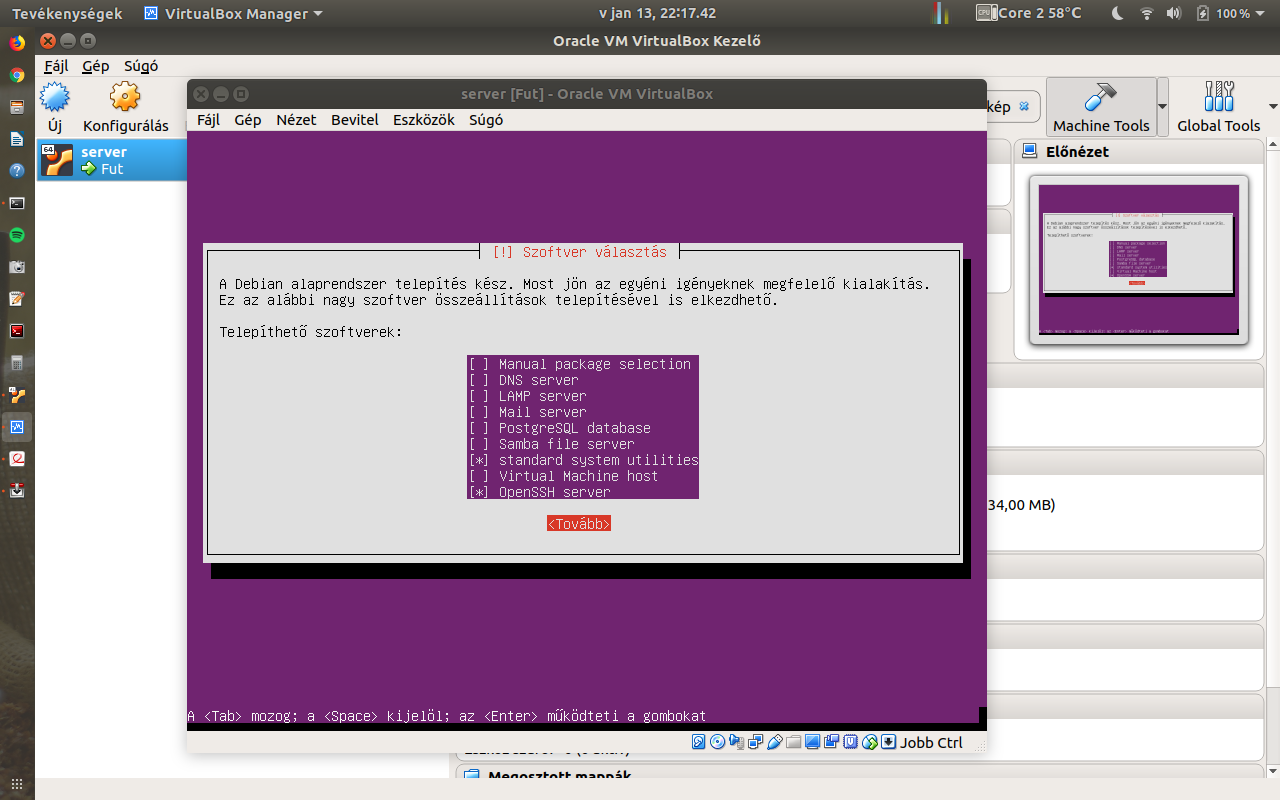 Tevékenységek VirtualBox Manager v jan 13, 22:17.42 CPU Core 2 58°C 100 %
Oracle VM VirtualBox Kezelő
Fájl Gép Súgó
Új Konfigurálás kép Machine Tools Global Tools
64 server
Fut
Előnézet
server [Fut] - Oracle VM VirtualBox
Fájl Gép Nézet Bevitel Eszközök Súgó
[!] Szoftver választás
A Debian alaprendszer telepítés kész. Most jön az egyéni igényeknek megfelelő kialakítás.
Ez az alábbi nagy szoftver összeállítások telepítésével is elkezdhető.
Telepíthető szoftverek:
[ ] Manual package selection
[ ] DNS server
[ ] LAMP server
[ ] Mail server
[ ] PostgreSQL database
[ ] Samba file server
[*] standard system utilities
[ ] Virtual Machine host
[*] OpenSSH server
<Tovább>
A <Tab> mozog; a <Space> kijelöl; az <Enter> működteti a gombokat
Jobb Ctrl
34,00 MB)
Megosztott mappák